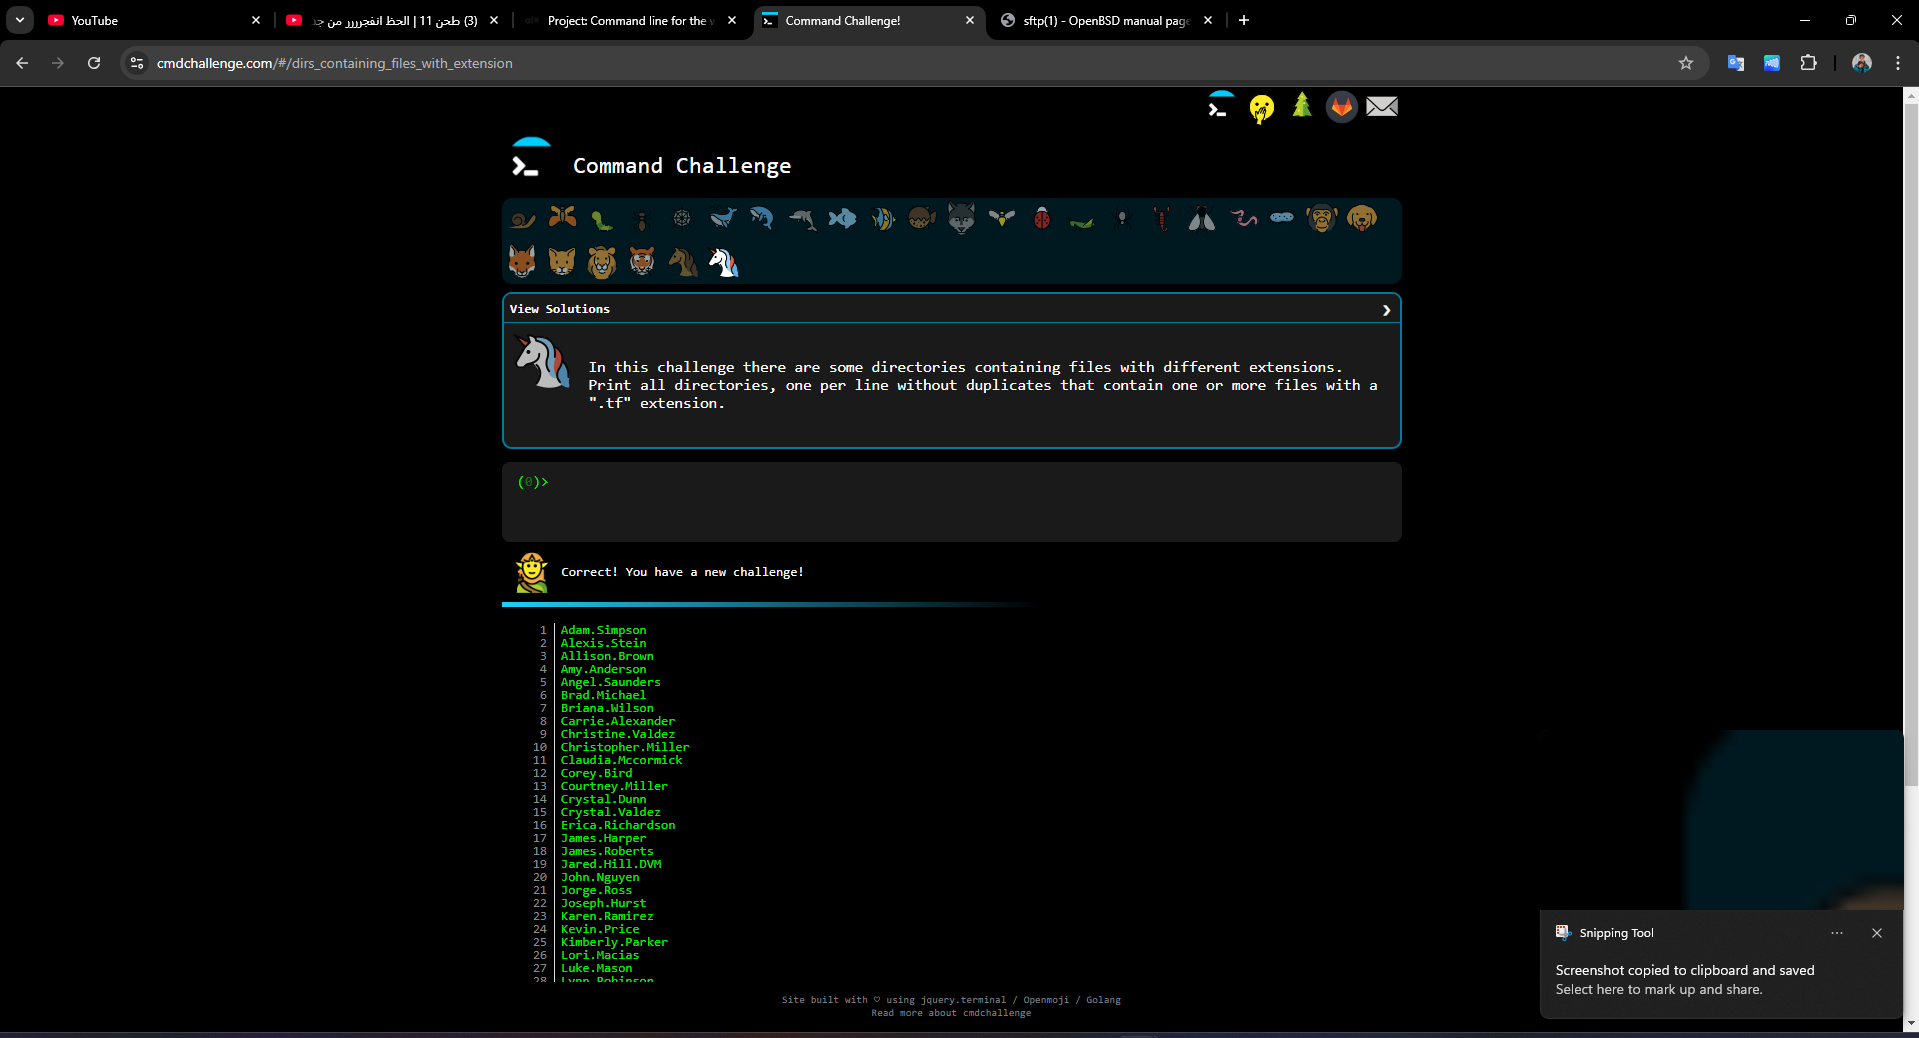 YouTube
(3) طحن 11 | الحظ انفجرررر من جد
Project: Command line for the
Command Challenge!
sftp(1) - OpenBSD manual page
cmdchallenge.com/#/dirs_containing_files_with_extension
Command Challenge
View Solutions
In this challenge there are some directories containing files with different extensions.
Print all directories, one per line without duplicates that contain one or more files with a
".tf" extension.
(0)>
Correct! You have a new challenge!
1 Adam.Simpson
2 Alexis.Stein
3 Allison.Brown
4 Amy.Anderson
5 Angel.Saunders
6 Brad.Michael
7 Briana.Wilson
8 Carrie.Alexander
9 Christine.Valdez
10 Christopher.Miller
11 Claudia.Mccormick
12 Corey.Bird
13 Courtney.Miller
14 Crystal.Dunn
15 Crystal.Valdez
16 Erica.Richardson
17 James.Harper
18 James.Roberts
19 Jared.Hill.DVM
20 John.Nguyen
21 Jorge.Ross
22 Joseph.Hurst
23 Karen.Ramirez
24 Kevin.Price
25 Kimberly.Parker
26 Lori.Macias
27 Luke.Mason
28 Lynn.Robinson
Site built with ♡ using jquery.terminal / Openmoji / Golang
Read more about cmdchallenge
Snipping Tool
Screenshot copied to clipboard and saved
Select here to mark up and share.